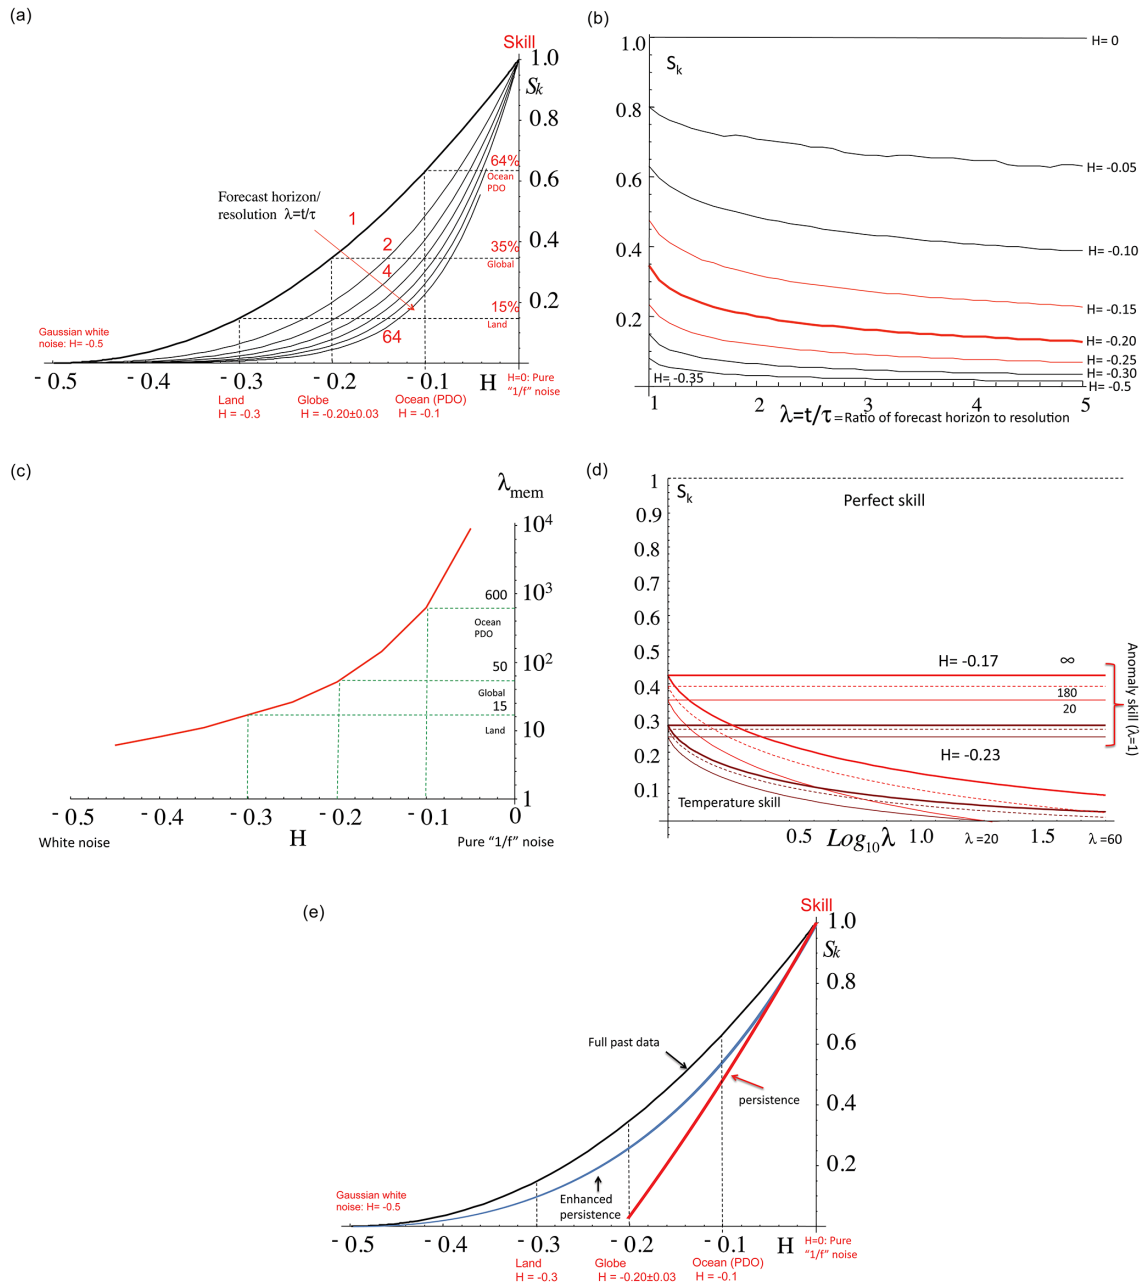 (a)
Skill
1.0
Sk
0.8
64%
0.6
Ocean
PDO
Forecast horizon/
resolution λ=t/τ
1
2
4
64
0.4
35%
Global
0.2
15%
Land
Gaussian white
noise: H= -0.5
- 0.5
- 0.4
- 0.3
- 0.2
- 0.1
H
H=0: Pure
"1/f" noise
Land
H = -0.3
Globe
H = -0.20±0.03
Ocean (PDO)
H = -0.1
(b)
1.0
Sk
0.8
0.6
0.4
0.2
0
H= 0
H= -0.05
H= -0.10
H= -0.15
H= -0.20
H= -0.25
H= -0.30
H= -0.5
H= -0.35
1
2
3
4
5
λ=t/τ = Ratio of forecast horizon to resolution
(c)
λmem
10⁴
10³
600
Ocean
PDO
10²
50
Global
15
10
Land
1
- 0.5
- 0.4
- 0.3
- 0.2
- 0.1
0
White noise
H
Pure "1/f" noise
(d)
1
Sk
0.9
0.8
0.7
0.6
0.5
0.4
0.3
0.2
0.1
Perfect skill
H= -0.17
∞
180
20
H= -0.23
Temperature skill
Anomaly skill (λ=1)
0.5
Log10λ
1.0
λ=20
1.5
λ=60
(e)
Skill
1.0
Sk
0.8
0.6
0.4
0.2
Full past data
persistence
Enhanced
persistence
Gaussian white
noise: H= -0.5
- 0.5
- 0.4
- 0.3
- 0.2
- 0.1
H
H=0: Pure
"1/f" noise
Land
H = -0.3
Globe
H = -0.20±0.03
Ocean (PDO)
H = -0.1